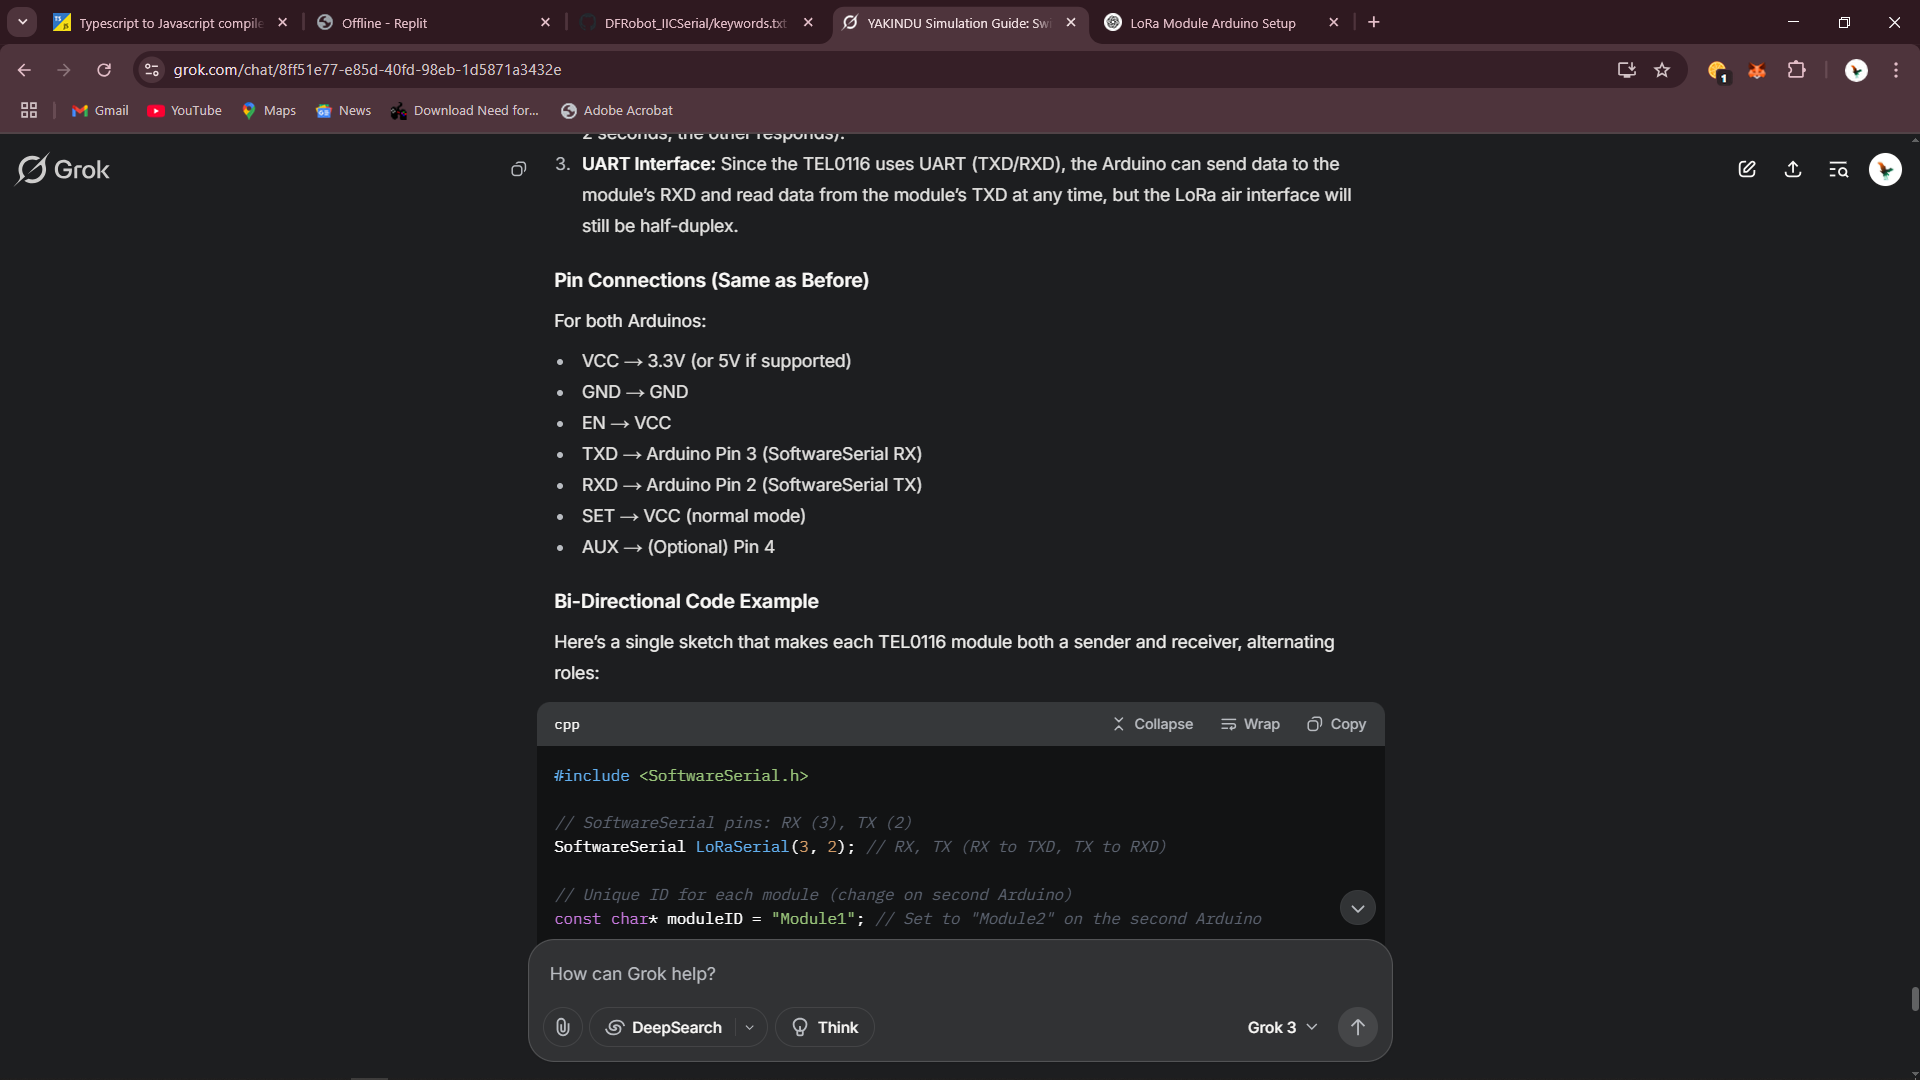 Typescript to Javascript compile
Offline - Replit
DFRobot_IICSerial/keywords.txt
YAKINDU Simulation Guide: Sw
LoRa Module Arduino Setup
grok.com/chat/8ff51e77-e85d-40fd-98eb-1d5871a3432e
1
Gmail
YouTube
Maps
News
Download Need for...
Adobe Acrobat
Grok
2 seconds, the other responds).
3. UART Interface: Since the TEL0116 uses UART (TXD/RXD), the Arduino can send data to the
module’s RXD and read data from the module’s TXD at any time, but the LoRa air interface will
still be half-duplex.
Pin Connections (Same as Before)
For both Arduinos:
• VCC → 3.3V (or 5V if supported)
• GND → GND
• EN → VCC
• TXD → Arduino Pin 3 (SoftwareSerial RX)
• RXD → Arduino Pin 2 (SoftwareSerial TX)
• SET → VCC (normal mode)
• AUX → (Optional) Pin 4
Bi-Directional Code Example
Here’s a single sketch that makes each TEL0116 module both a sender and receiver, alternating
roles:
cpp
Collapse
Wrap
Copy
#include <SoftwareSerial.h>
// SoftwareSerial pins: RX (3), TX (2)
SoftwareSerial LoRaSerial(3, 2); // RX, TX (RX to TXD, TX to RXD)
// Unique ID for each module (change on second Arduino)
const char* moduleID = "Module1"; // Set to "Module2" on the second Arduino
How can Grok help?
DeepSearch
Think
Grok 3